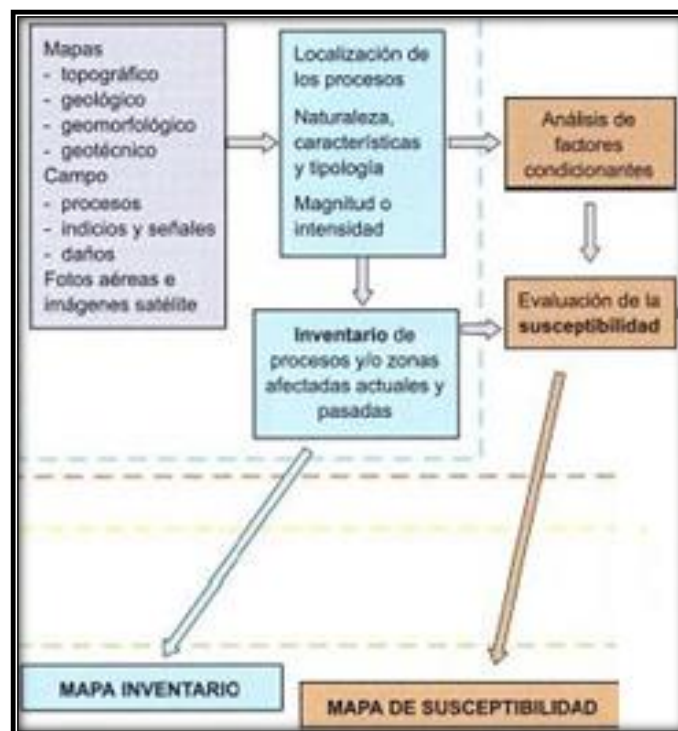 Mapas
- topográfico
- geológico
- geomorfológico
- geotécnico
Campo
- procesos
- indicios y señales
- daños
Fotos aéreas e
imágenes satélite
Localización de
los procesos
Naturaleza,
características
y tipología
Magnitud o
intensidad
Análisis de
factores
condicionantes
Inventario de
procesos y/o zonas
afectadas actuales y
pasadas
Evaluación de la
susceptibilidad
MAPA INVENTARIO
MAPA DE SUSCEPTIBILIDAD